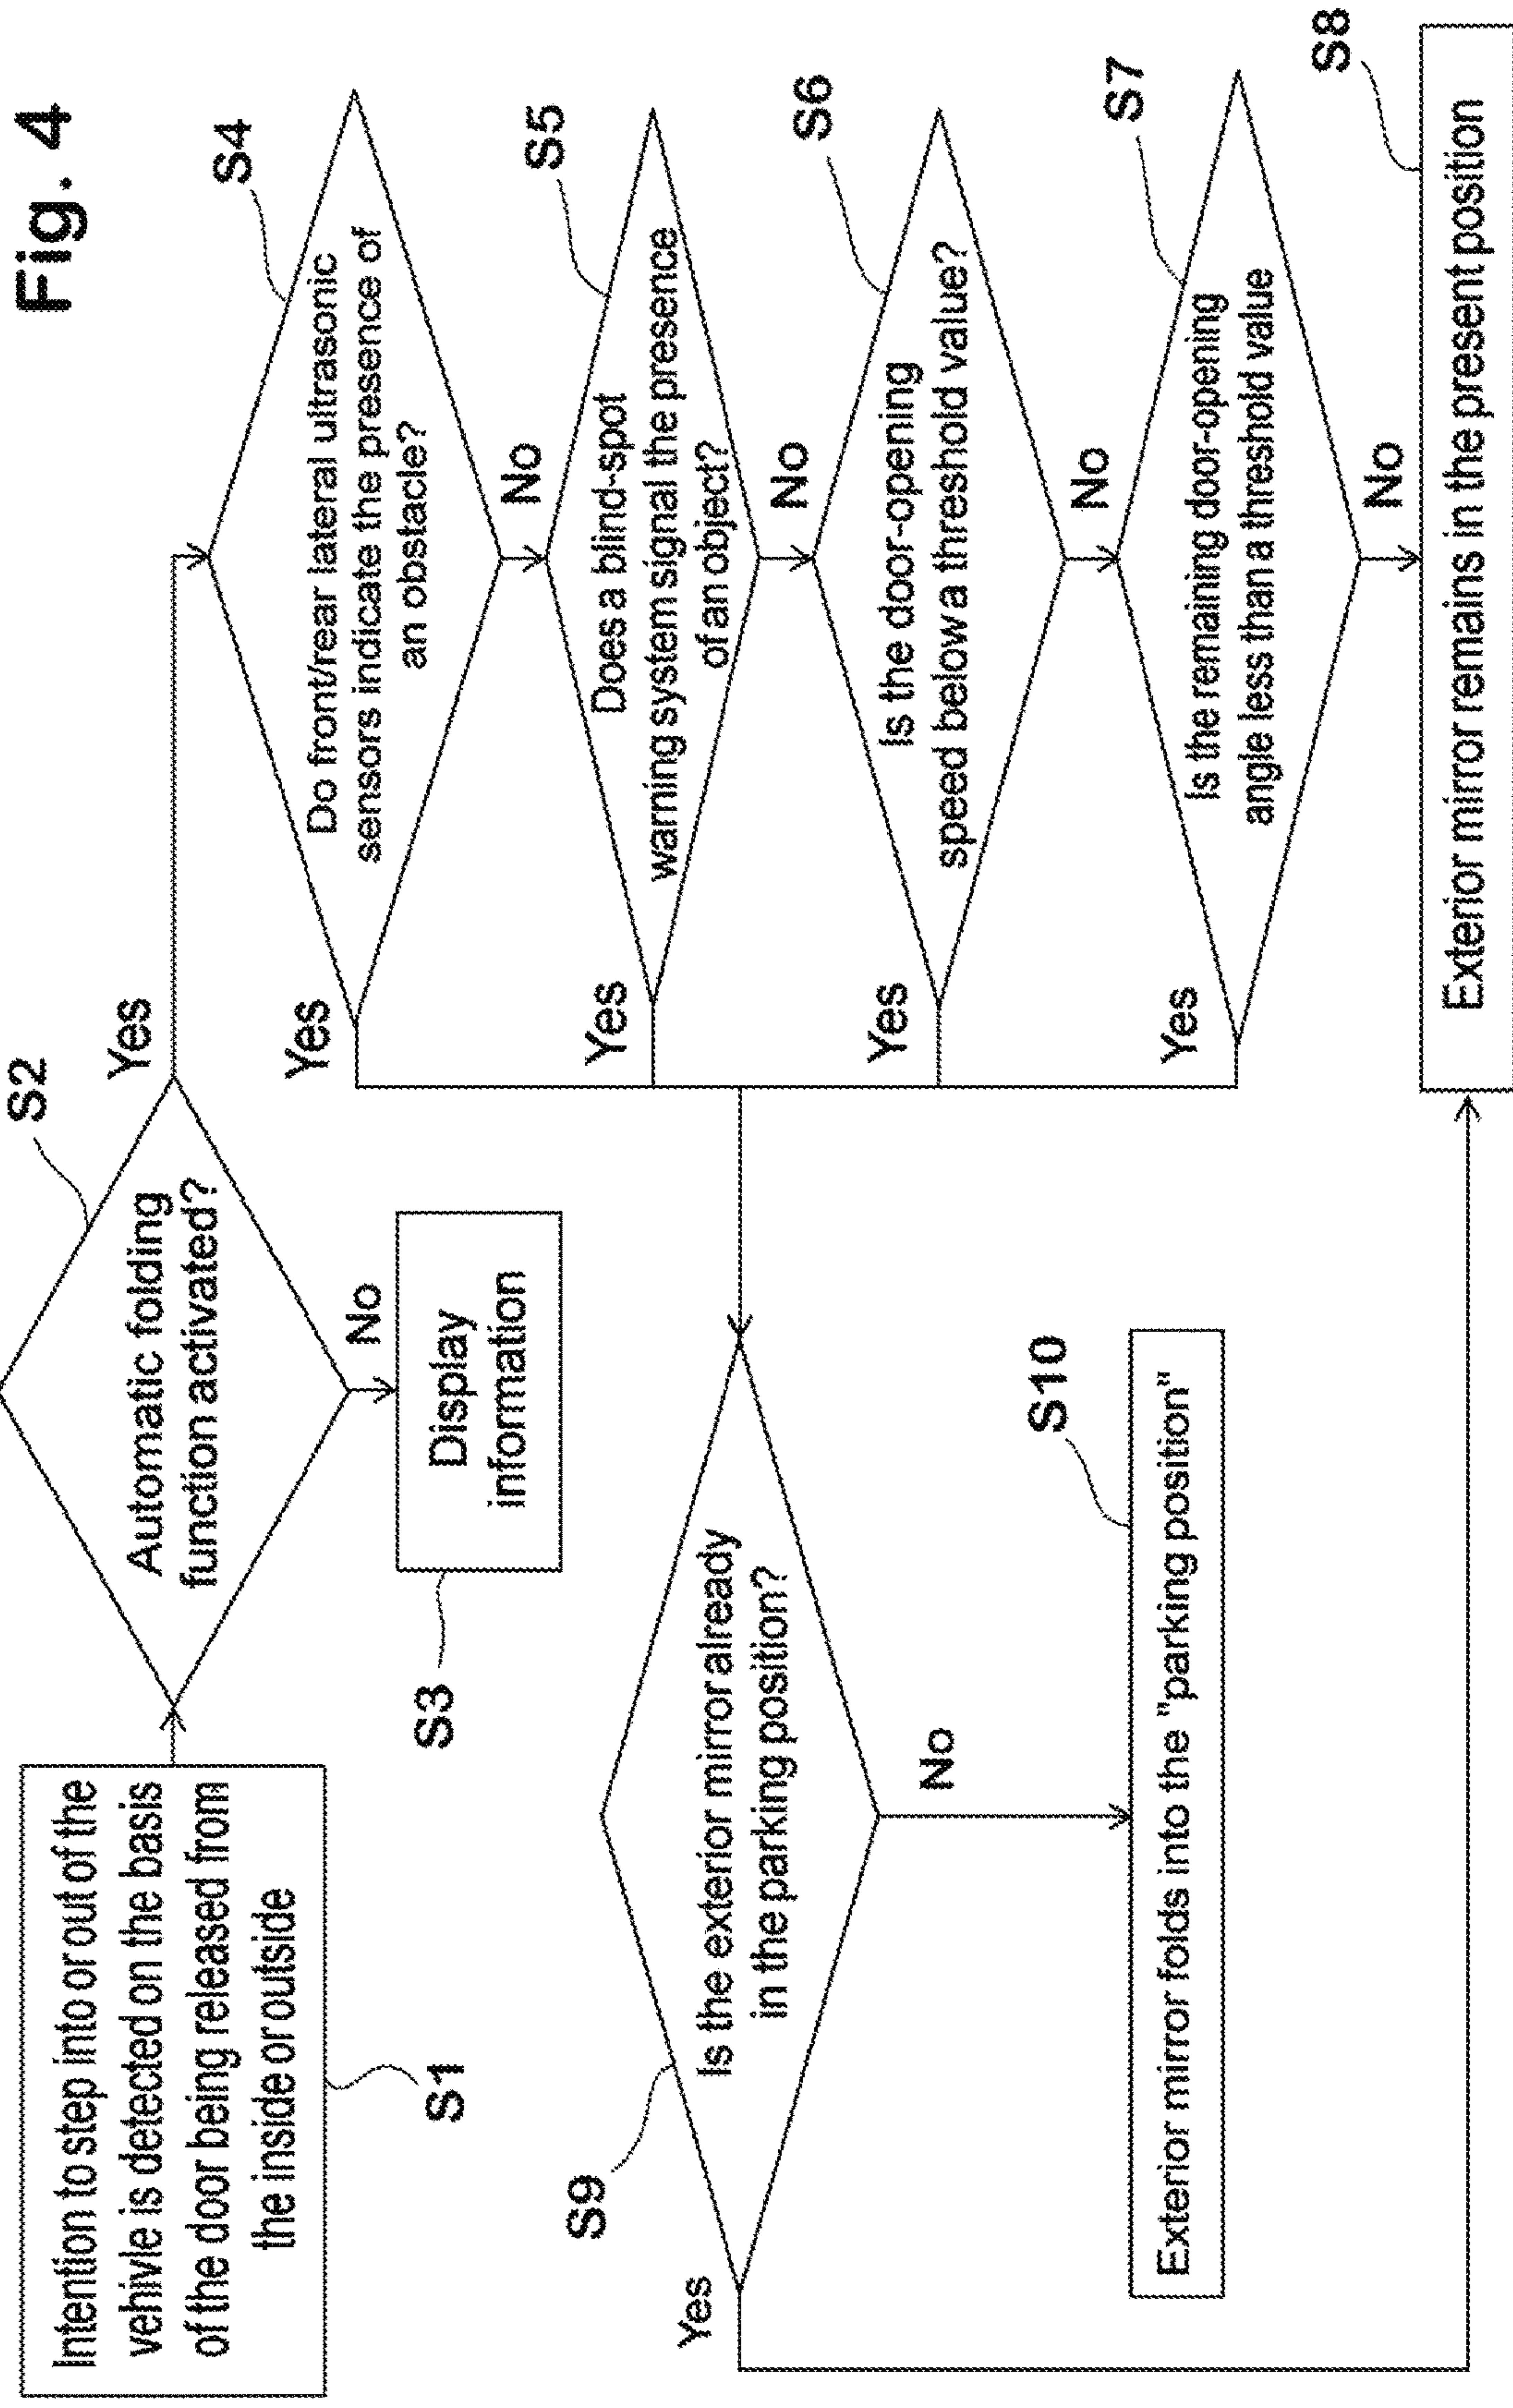 Fig. 4
Intention to step into or out of the
vehivle is detected on the basis
of the door being released from
the inside or outside
S1
S2
Automatic folding
function activated?
Yes
No
Display
information
S3
S4
Do front/rear lateral ultrasonic
sensors indicate the presence of
an obstacle?
Yes
No
S5
Does a blind-spot
warning system signal the presence
of an object?
Yes
No
S6
Is the door-opening
speed below a threshold value?
Yes
No
S7
Is the remaining door-opening
angle less than a threshold value
Yes
No
S8
Exterior mirror remains in the present position
S9
Is the exterior mirror already
in the parking position?
Yes
No
S10
Exterior mirror folds into the "parking position"